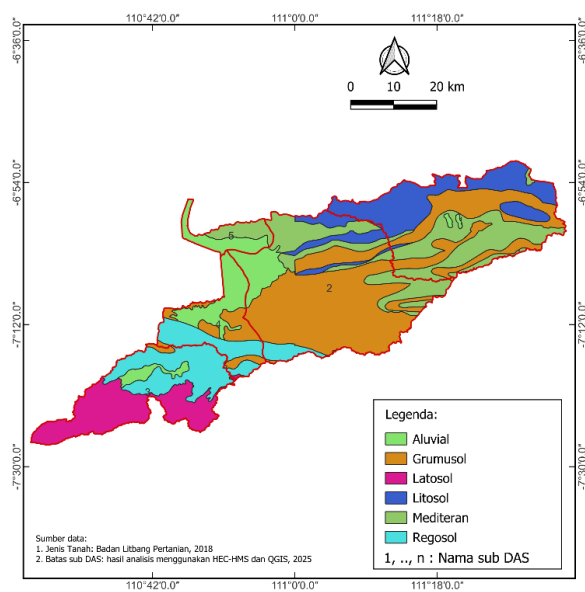 110°42'0.0" 111°0'0.0" 111°18'0.0"
-6°36'0.0" -6°36'0.0"
0 10 20 km
-6°54'0.0" -6°54'0.0"
5
2
2
-7°12'0.0" -7°12'0.0"
4
3
Legenda:
Aluvial
Grumusol
Latosol
Litosol
Mediteran
Regosol
1, .., n : Nama sub DAS
-7°30'0.0" -7°30'0.0"
Sumber data:
1. Jenis Tanah: Badan Litbang Pertanian, 2018
2. Batas sub DAS: hasil analisis menggunakan HEC-HMS dan QGIS, 2025
110°42'0.0" 111°0'0.0" 111°18'0.0"